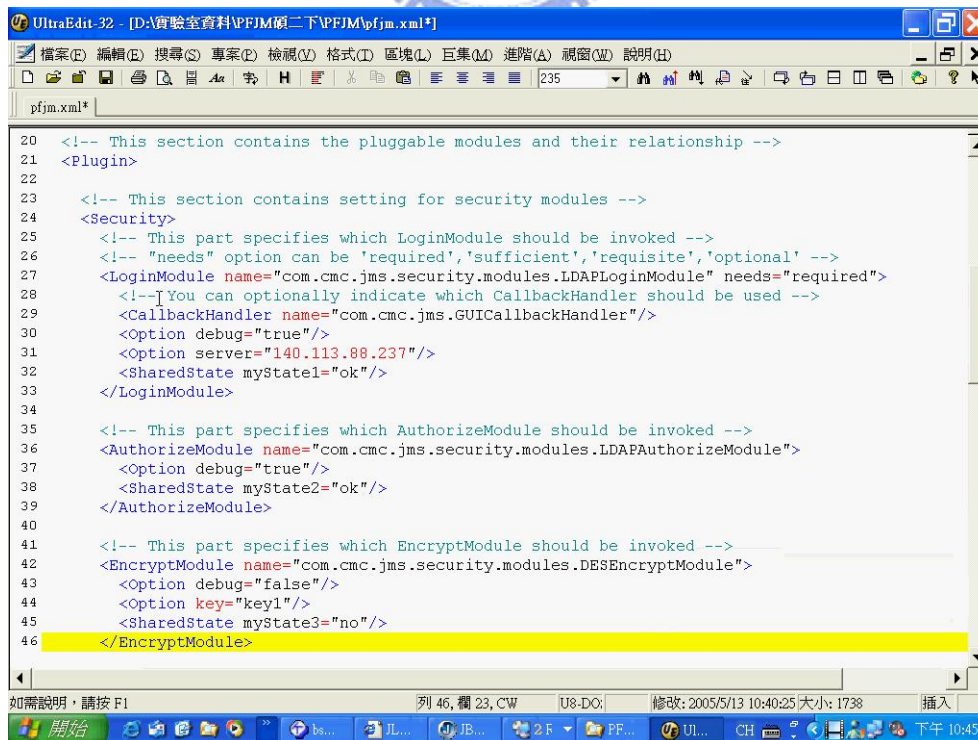 UltraEdit-32 - [D:\實驗室資料\PFJM碩二下\PFJM\pfjm.xml*]
檔案(F) 編輯(E) 搜尋(S) 專案(P) 檢視(V) 格式(T) 區塊(L) 巨集(M) 進階(A) 視窗(W) 說明(H)
235
pfjm.xml*
20 <!-- This section contains the pluggable modules and their relationship -->
21 <Plugin>
22
23 <!-- This section contains setting for security modules -->
24 <Security>
25 <!-- This part specifies which LoginModule should be invoked -->
26 <!-- "needs" option can be 'required','sufficient','requisite','optional' -->
27 <LoginModule name="com.cmc.jms.security.modules.LDAPLoginModule" needs="required">
28 <!-- You can optionally indicate which CallbackHandler should be used -->
29 <CallbackHandler name="com.cmc.jms.GUICallbackHandler"/>
30 <Option debug="true"/>
31 <Option server="140.113.88.237"/>
32 <SharedState myState1="ok"/>
33 </LoginModule>
34
35 <!-- This part specifies which AuthorizeModule should be invoked -->
36 <AuthorizeModule name="com.cmc.jms.security.modules.LDAPAuthorizeModule">
37 <Option debug="true"/>
38 <SharedState myState2="ok"/>
39 </AuthorizeModule>
40
41 <!-- This part specifies which EncryptModule should be invoked -->
42 <EncryptModule name="com.cmc.jms.security.modules.DESEncryptModule">
43 <Option debug="false"/>
44 <Option key="key1"/>
45 <SharedState myState3="no"/>
46 </EncryptModule>
如需說明，請按 F1 列 46, 欄 23, CW U8-DO: 修改: 2005/5/13 10:40:25 大小: 1738 插入
開始 bs... JL... JB... 2 F PF... Ul... CH 下午 10:45